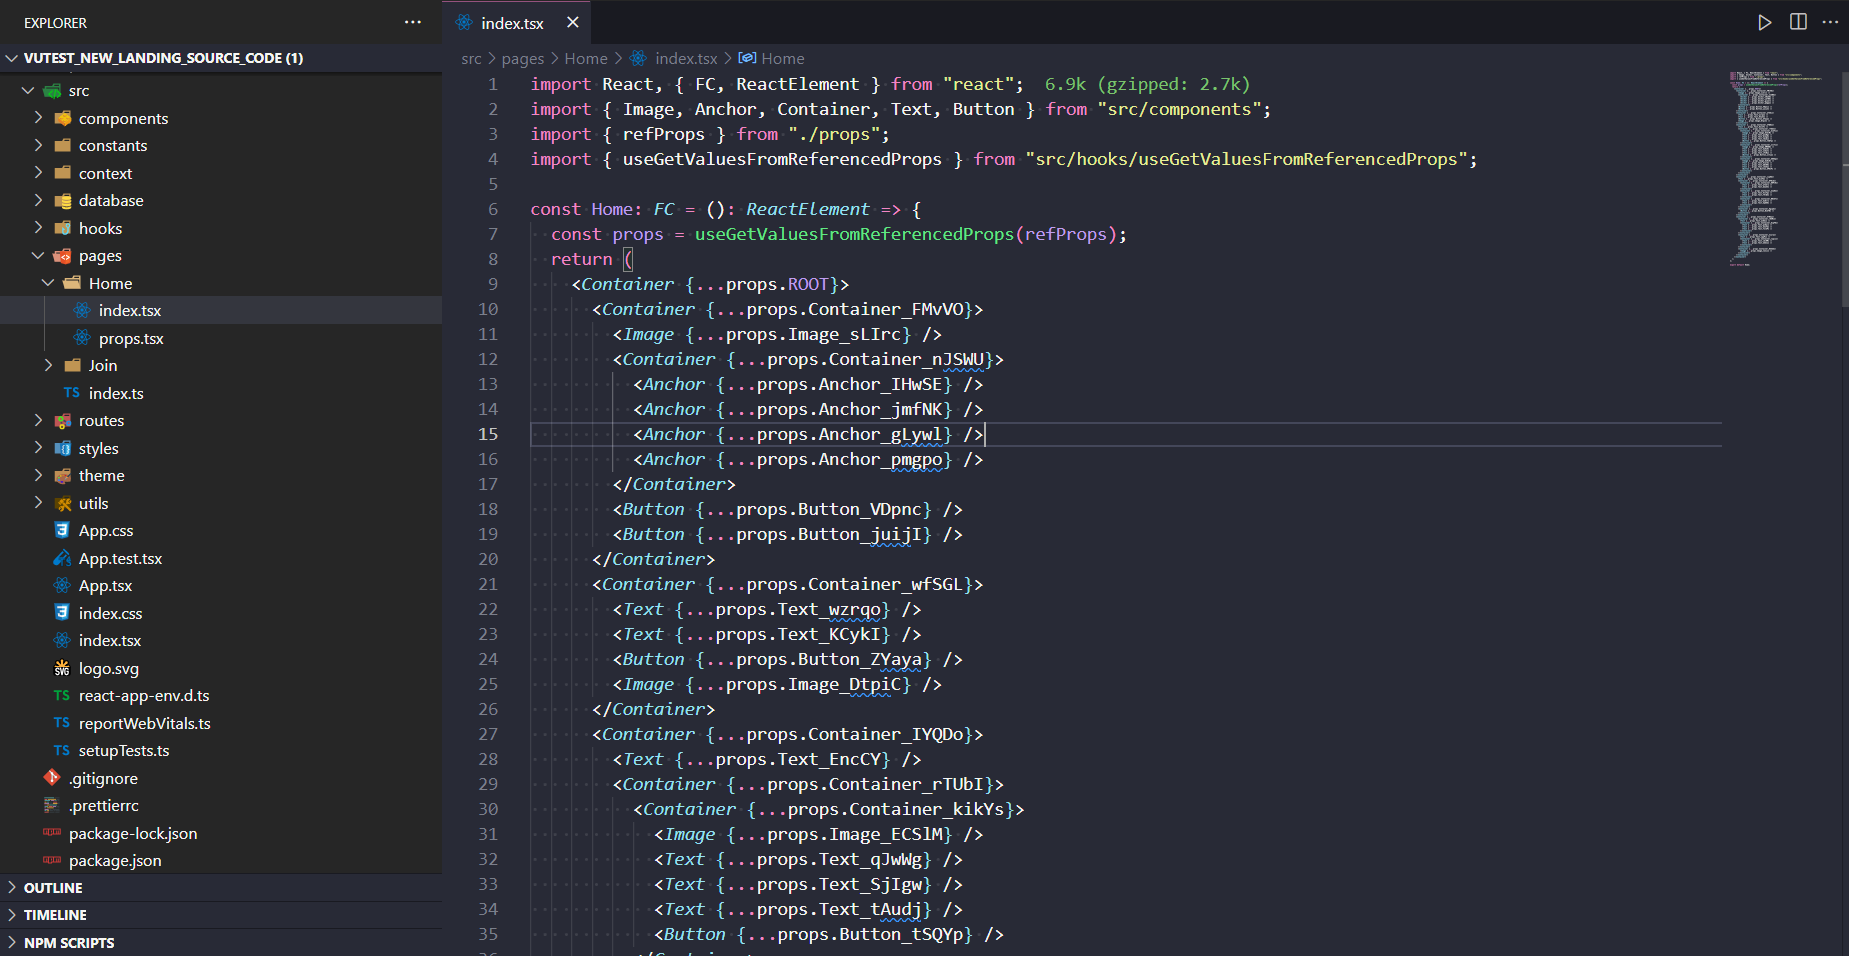 EXPLORER
VUTEST_NEW_LANDING_SOURCE_CODE (1)
src
components
constants
context
database
hooks
pages
Home
index.tsx
props.tsx
Join
TS index.ts
routes
styles
theme
utils
App.css
App.test.tsx
App.tsx
index.css
index.tsx
SVG logo.svg
TS react-app-env.d.ts
TS reportWebVitals.ts
TS setupTests.ts
.gitignore
.prettierrc
package-lock.json
package.json
OUTLINE
TIMELINE
NPM SCRIPTS
index.tsx
src > pages > Home > index.tsx > Home
1 import React, { FC, ReactElement } from "react"; 6.9k (gzipped: 2.7k)
2 import { Image, Anchor, Container, Text, Button } from "src/components";
3 import { refProps } from "./props";
4 import { useGetValuesFromReferencedProps } from "src/hooks/useGetValuesFromReferencedProps";
5
6 const Home: FC = (): ReactElement => {
7 const props = useGetValuesFromReferencedProps(refProps);
8 return (
9 <Container {...props.ROOT}>
10 <Container {...props.Container_FMvVO}>
11 <Image {...props.Image_sLIrc} />
12 <Container {...props.Container_nJSWU}>
13 <Anchor {...props.Anchor_IHwSE} />
14 <Anchor {...props.Anchor_jmfNK} />
15 <Anchor {...props.Anchor_gLywl} />
16 <Anchor {...props.Anchor_pmgpo} />
17 </Container>
18 <Button {...props.Button_VDpnc} />
19 <Button {...props.Button_juijI} />
20 </Container>
21 <Container {...props.Container_wfSGL}>
22 <Text {...props.Text_wzrqo} />
23 <Text {...props.Text_KCykI} />
24 <Button {...props.Button_ZYaya} />
25 <Image {...props.Image_DtpiC} />
26 </Container>
27 <Container {...props.Container_IYQDo}>
28 <Text {...props.Text_EncCY} />
29 <Container {...props.Container_rTUbI}>
30 <Container {...props.Container_kikYs}>
31 <Image {...props.Image_ECSlM} />
32 <Text {...props.Text_qJwWg} />
33 <Text {...props.Text_SjIgw} />
34 <Text {...props.Text_tAudj} />
35 <Button {...props.Button_tSQYp} />